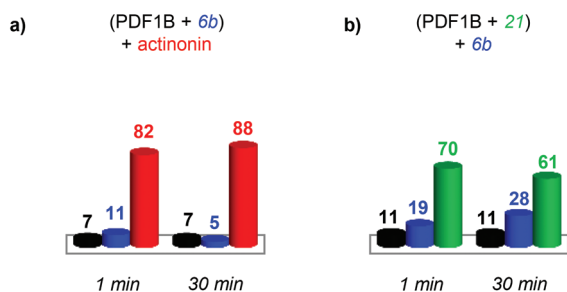 a)
(PDF1B + 6b)
+ actinonin
82
88
7
11
7
5
1 min
30 min
b)
(PDF1B + 21)
+ 6b
70
61
11
19
11
28
1 min
30 min